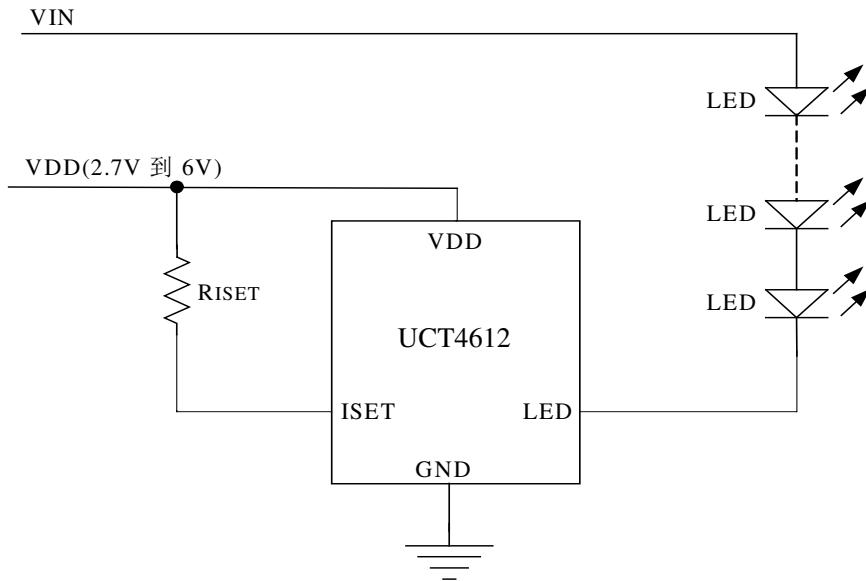 VIN
LED
VDD(2.7V 到 6V)
LED
VDD
RISET
LED
UCT4612
ISET
LED
GND